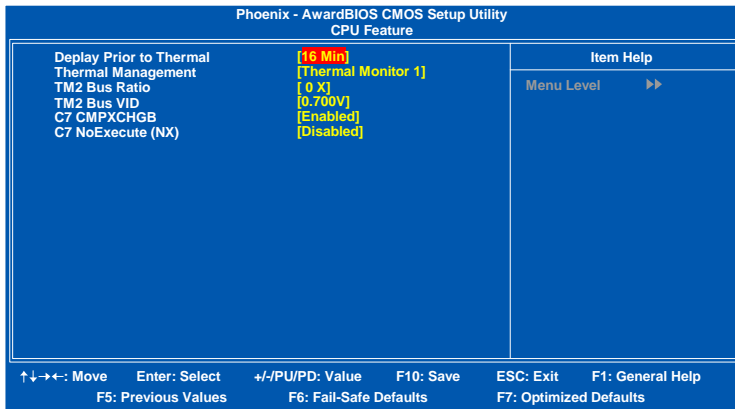 Phoenix - AwardBIOS CMOS Setup Utility
CPU Feature
Deplay Prior to Thermal [16 Min]
Thermal Management [Thermal Monitor 1]
TM2 Bus Ratio [ 0 X]
TM2 Bus VID [0.700V]
C7 CMPXCHGB [Enabled]
C7 NoExecute (NX) [Disabled]
Item Help
Menu Level ▶▶
↑↓→←: Move Enter: Select +/-/PU/PD: Value F10: Save ESC: Exit F1: General Help
F5: Previous Values F6: Fail-Safe Defaults F7: Optimized Defaults